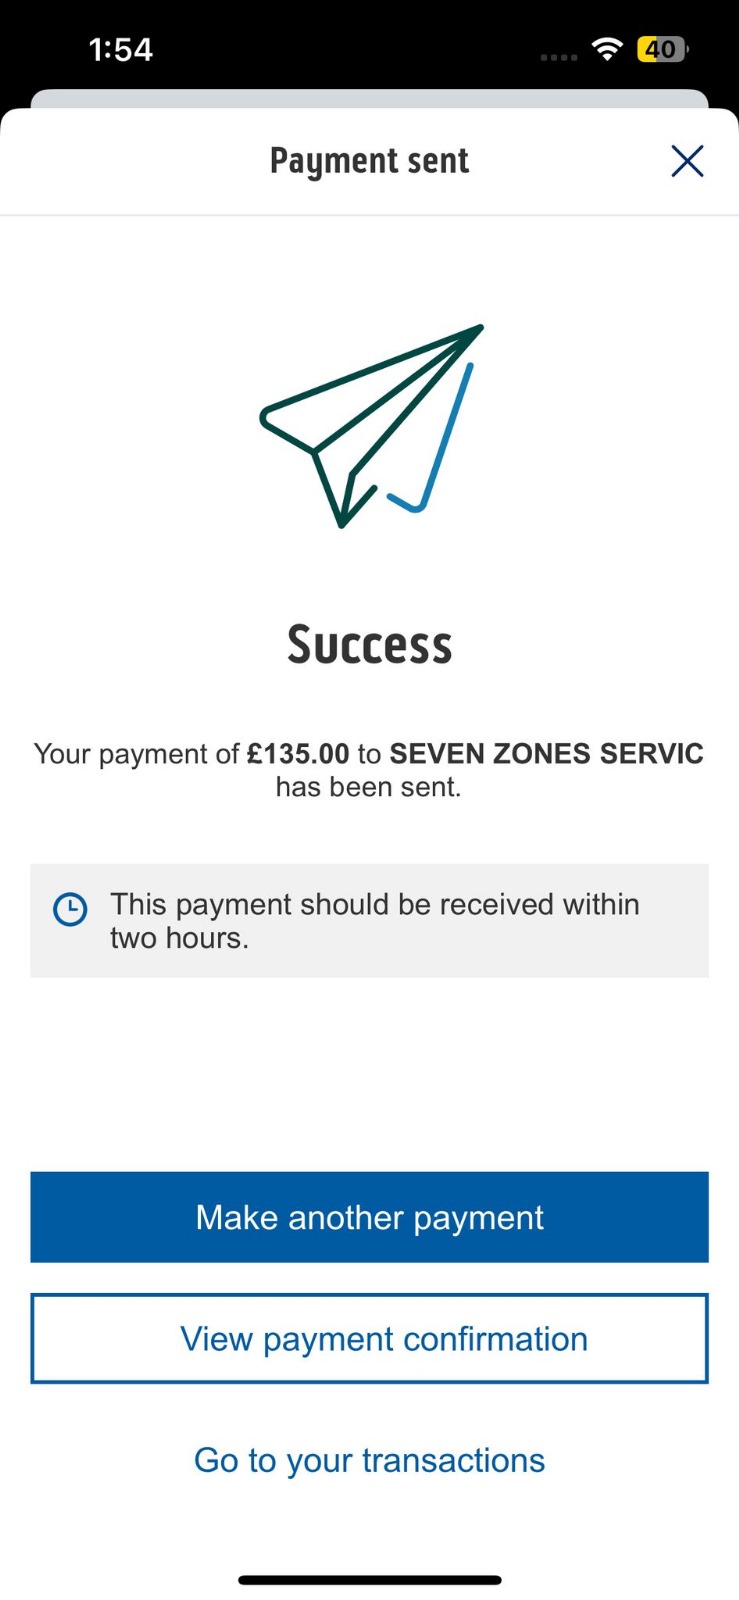 1:54
40
Payment sent
Success
Your payment of £135.00 to SEVEN ZONES SERVIC
has been sent.
This payment should be received within
two hours.
Make another payment
View payment confirmation
Go to your transactions